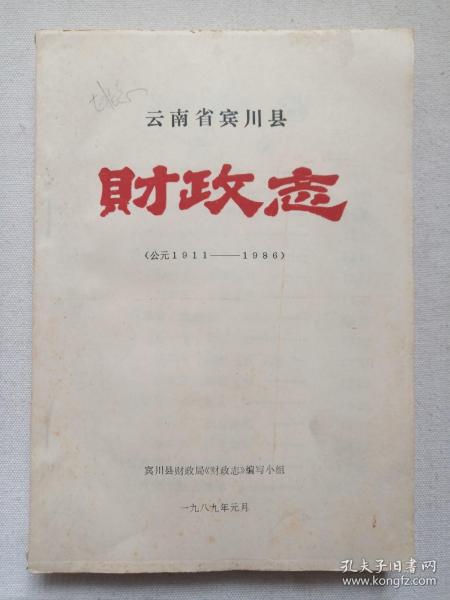 云南省宾川县
財政志
(公元1911——1986)
宾川县财政局《财政志》编写小组
一九八九年元月
孔夫子旧书网
www.kongfz.com